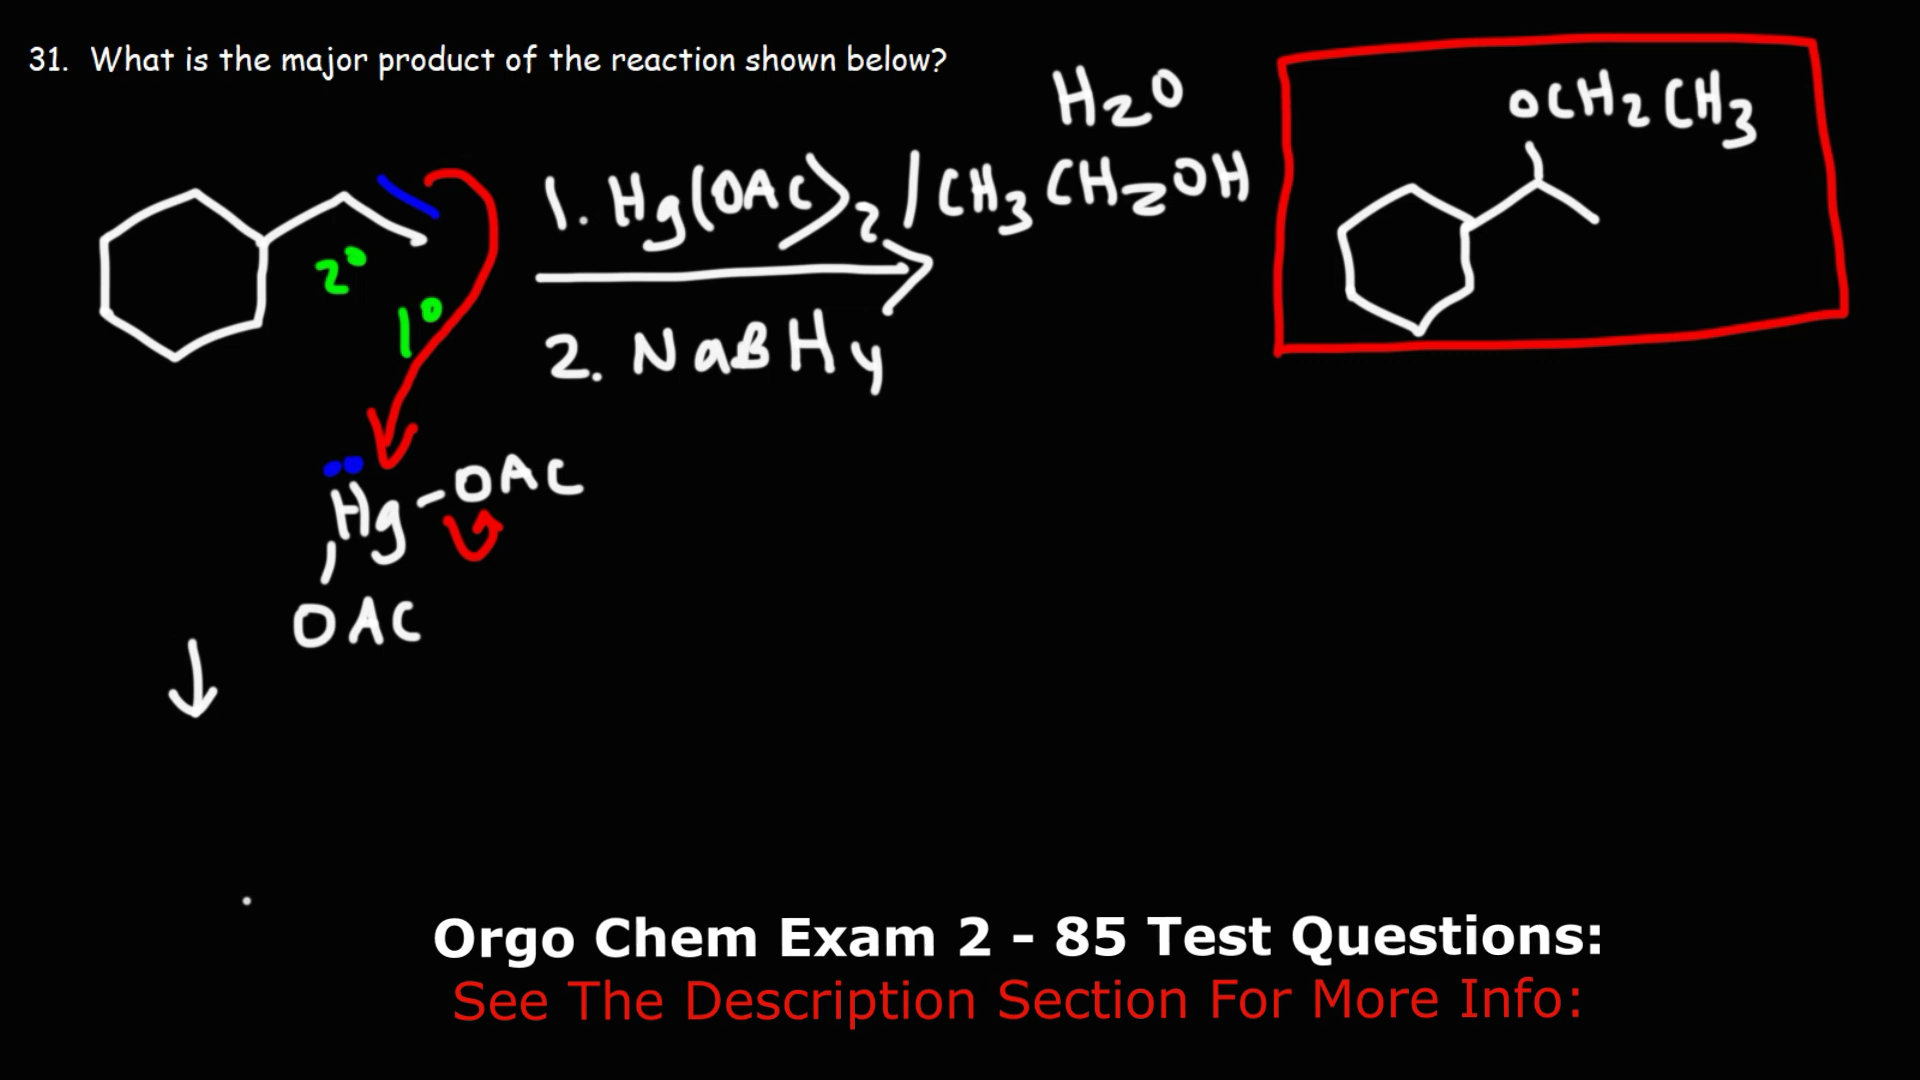 31. What is the major product of the reaction shown below?
H2O
1. Hg(OAC)2/CH3CH2OH
2. NaBH4
OCH2CH3
2°
1°
Hg-OAC
OAC
Orgo Chem Exam 2 - 85 Test Questions:
See The Description Section For More Info: